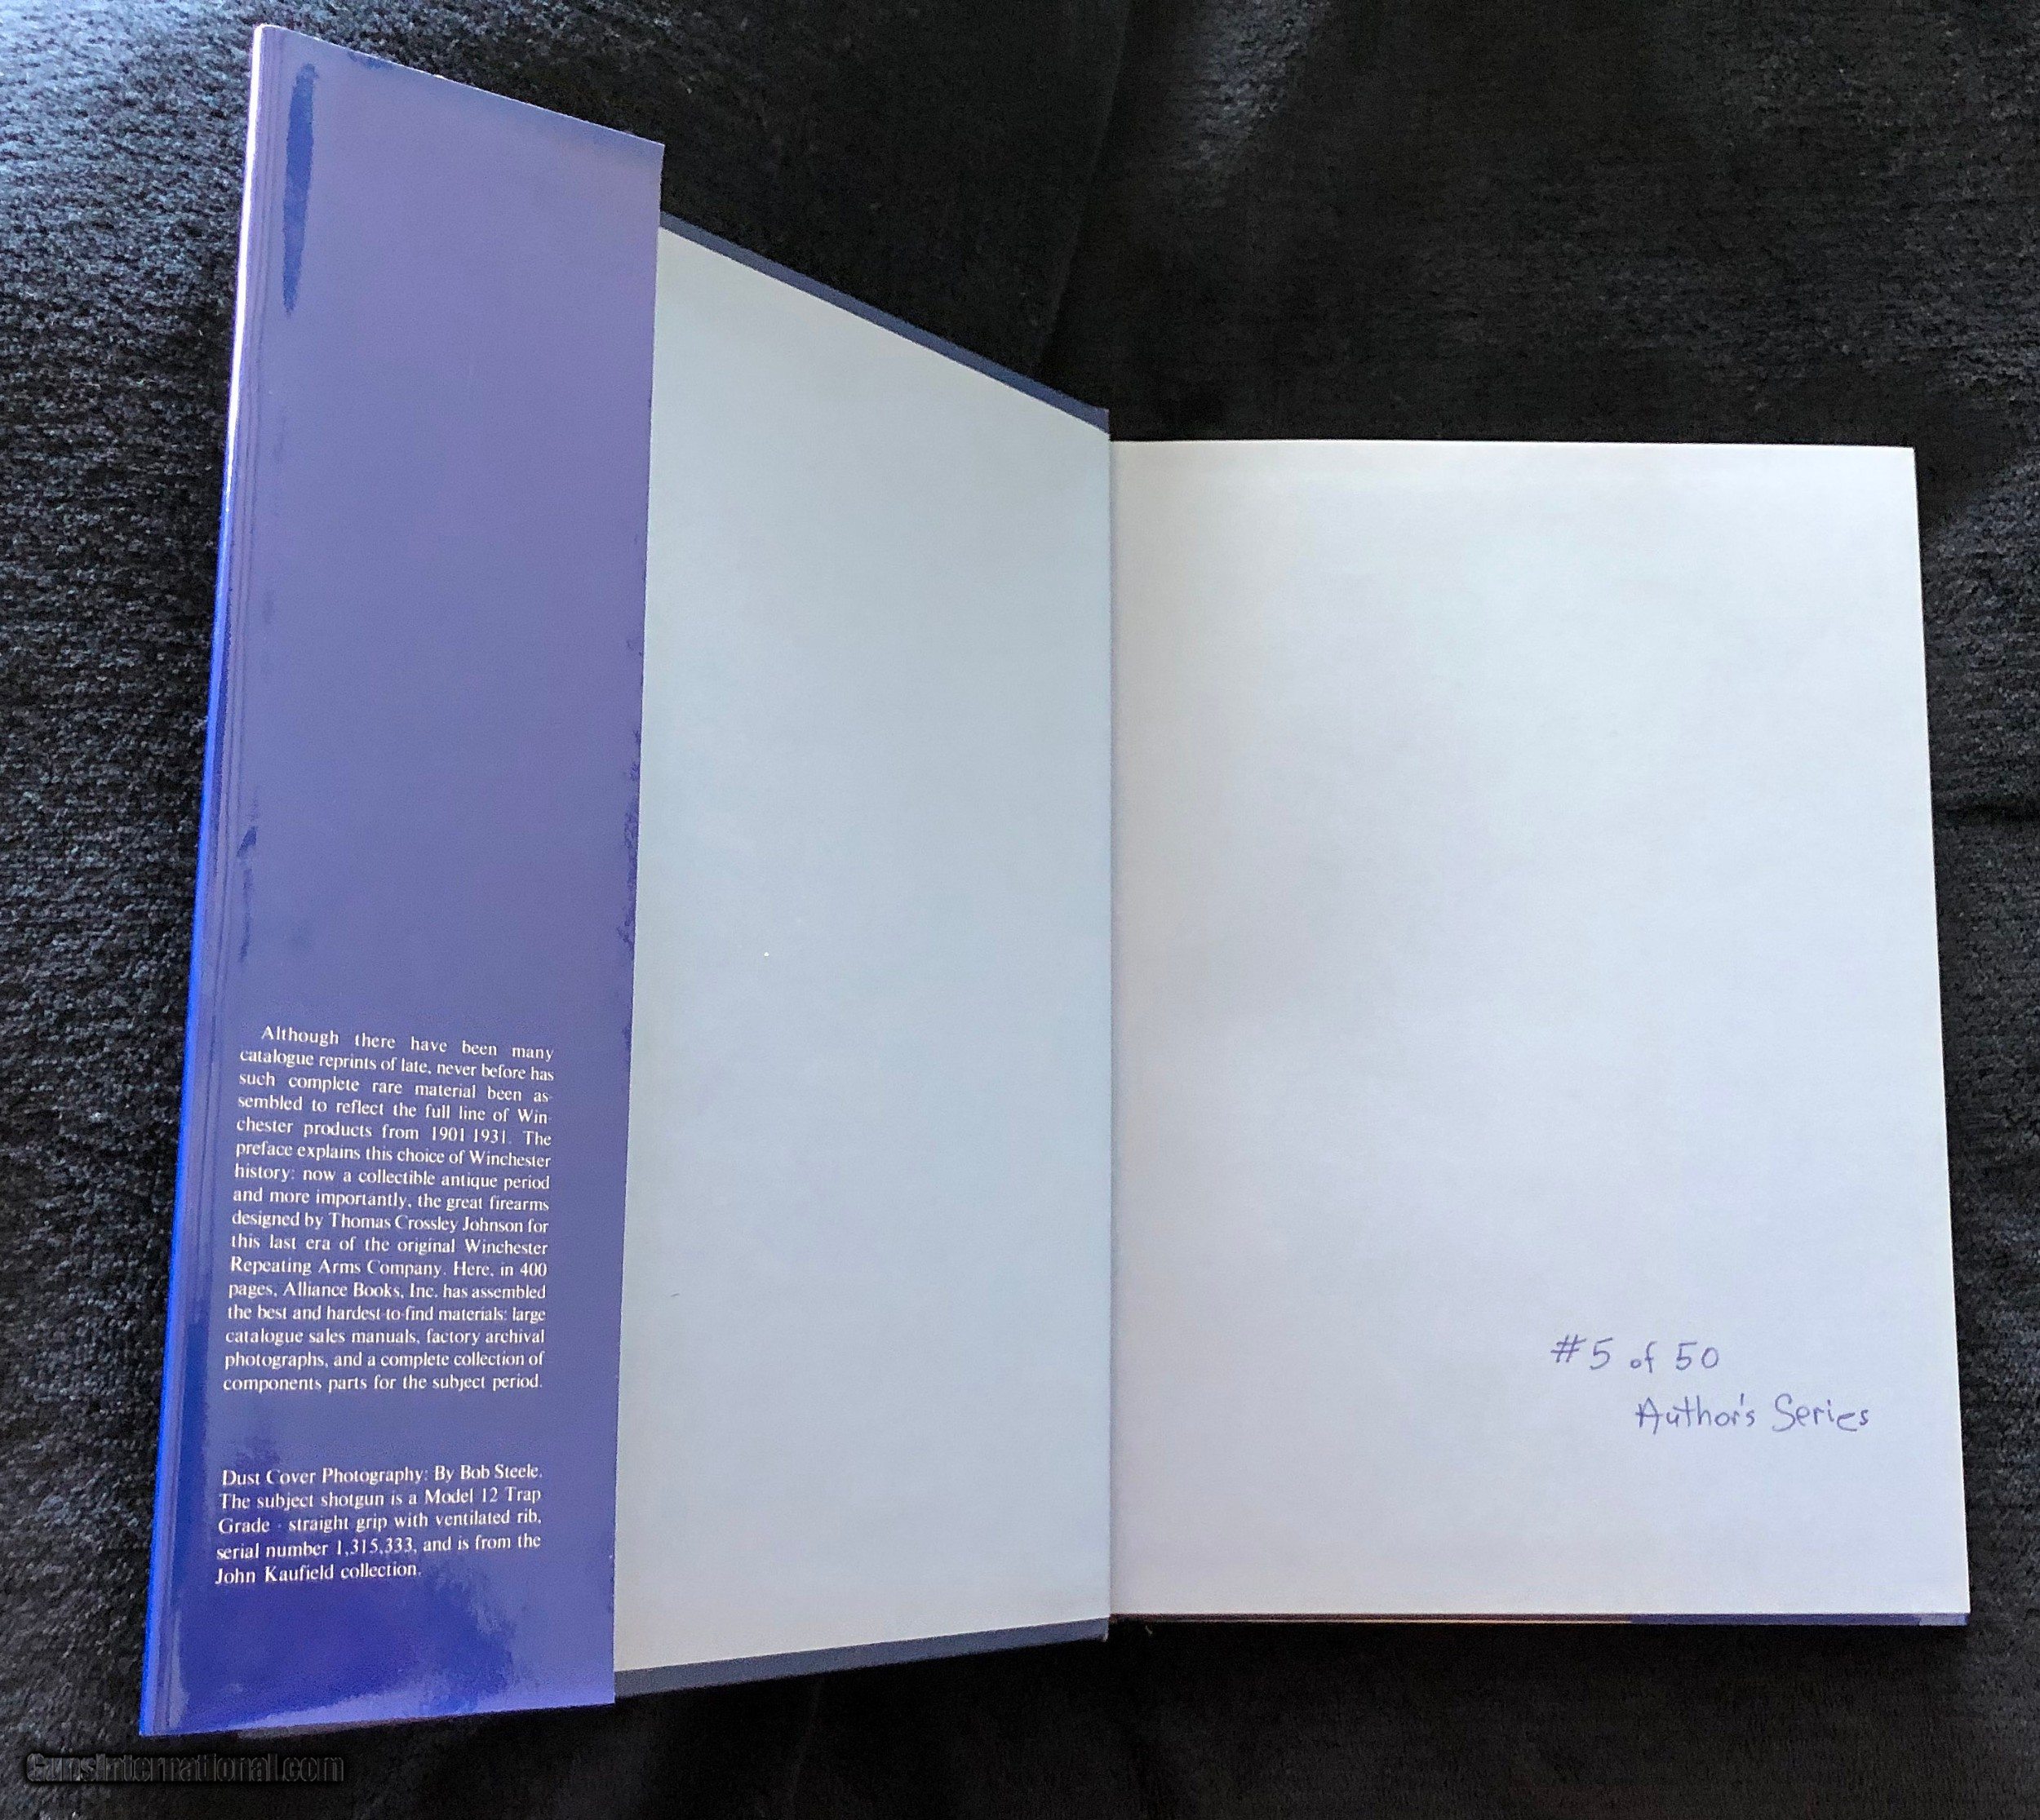 Although there have been many
catalogue reprints of late, never before has
such complete rare material been as-
sembled to reflect the full line of Win-
chester products from 1901-1931. The
preface explains this choice of Winchester
history: now a collectible antique period
and more importantly, the great firearms
designed by Thomas Crossley Johnson for
this last era of the original Winchester
Repeating Arms Company. Here, in 400
pages, Alliance Books, Inc. has assembled
the best and hardest-to-find materials: large
catalogue sales manuals, factory archival
photographs, and a complete collection of
components parts for the subject period.
Dust Cover Photography: By Bob Steele.
The subject shotgun is a Model 12 Trap
Grade - straight grip with ventilated rib,
serial number 1,315,333, and is from the
John Kaufield collection.
#5 of 50
Author's Series
GunsInternational.com